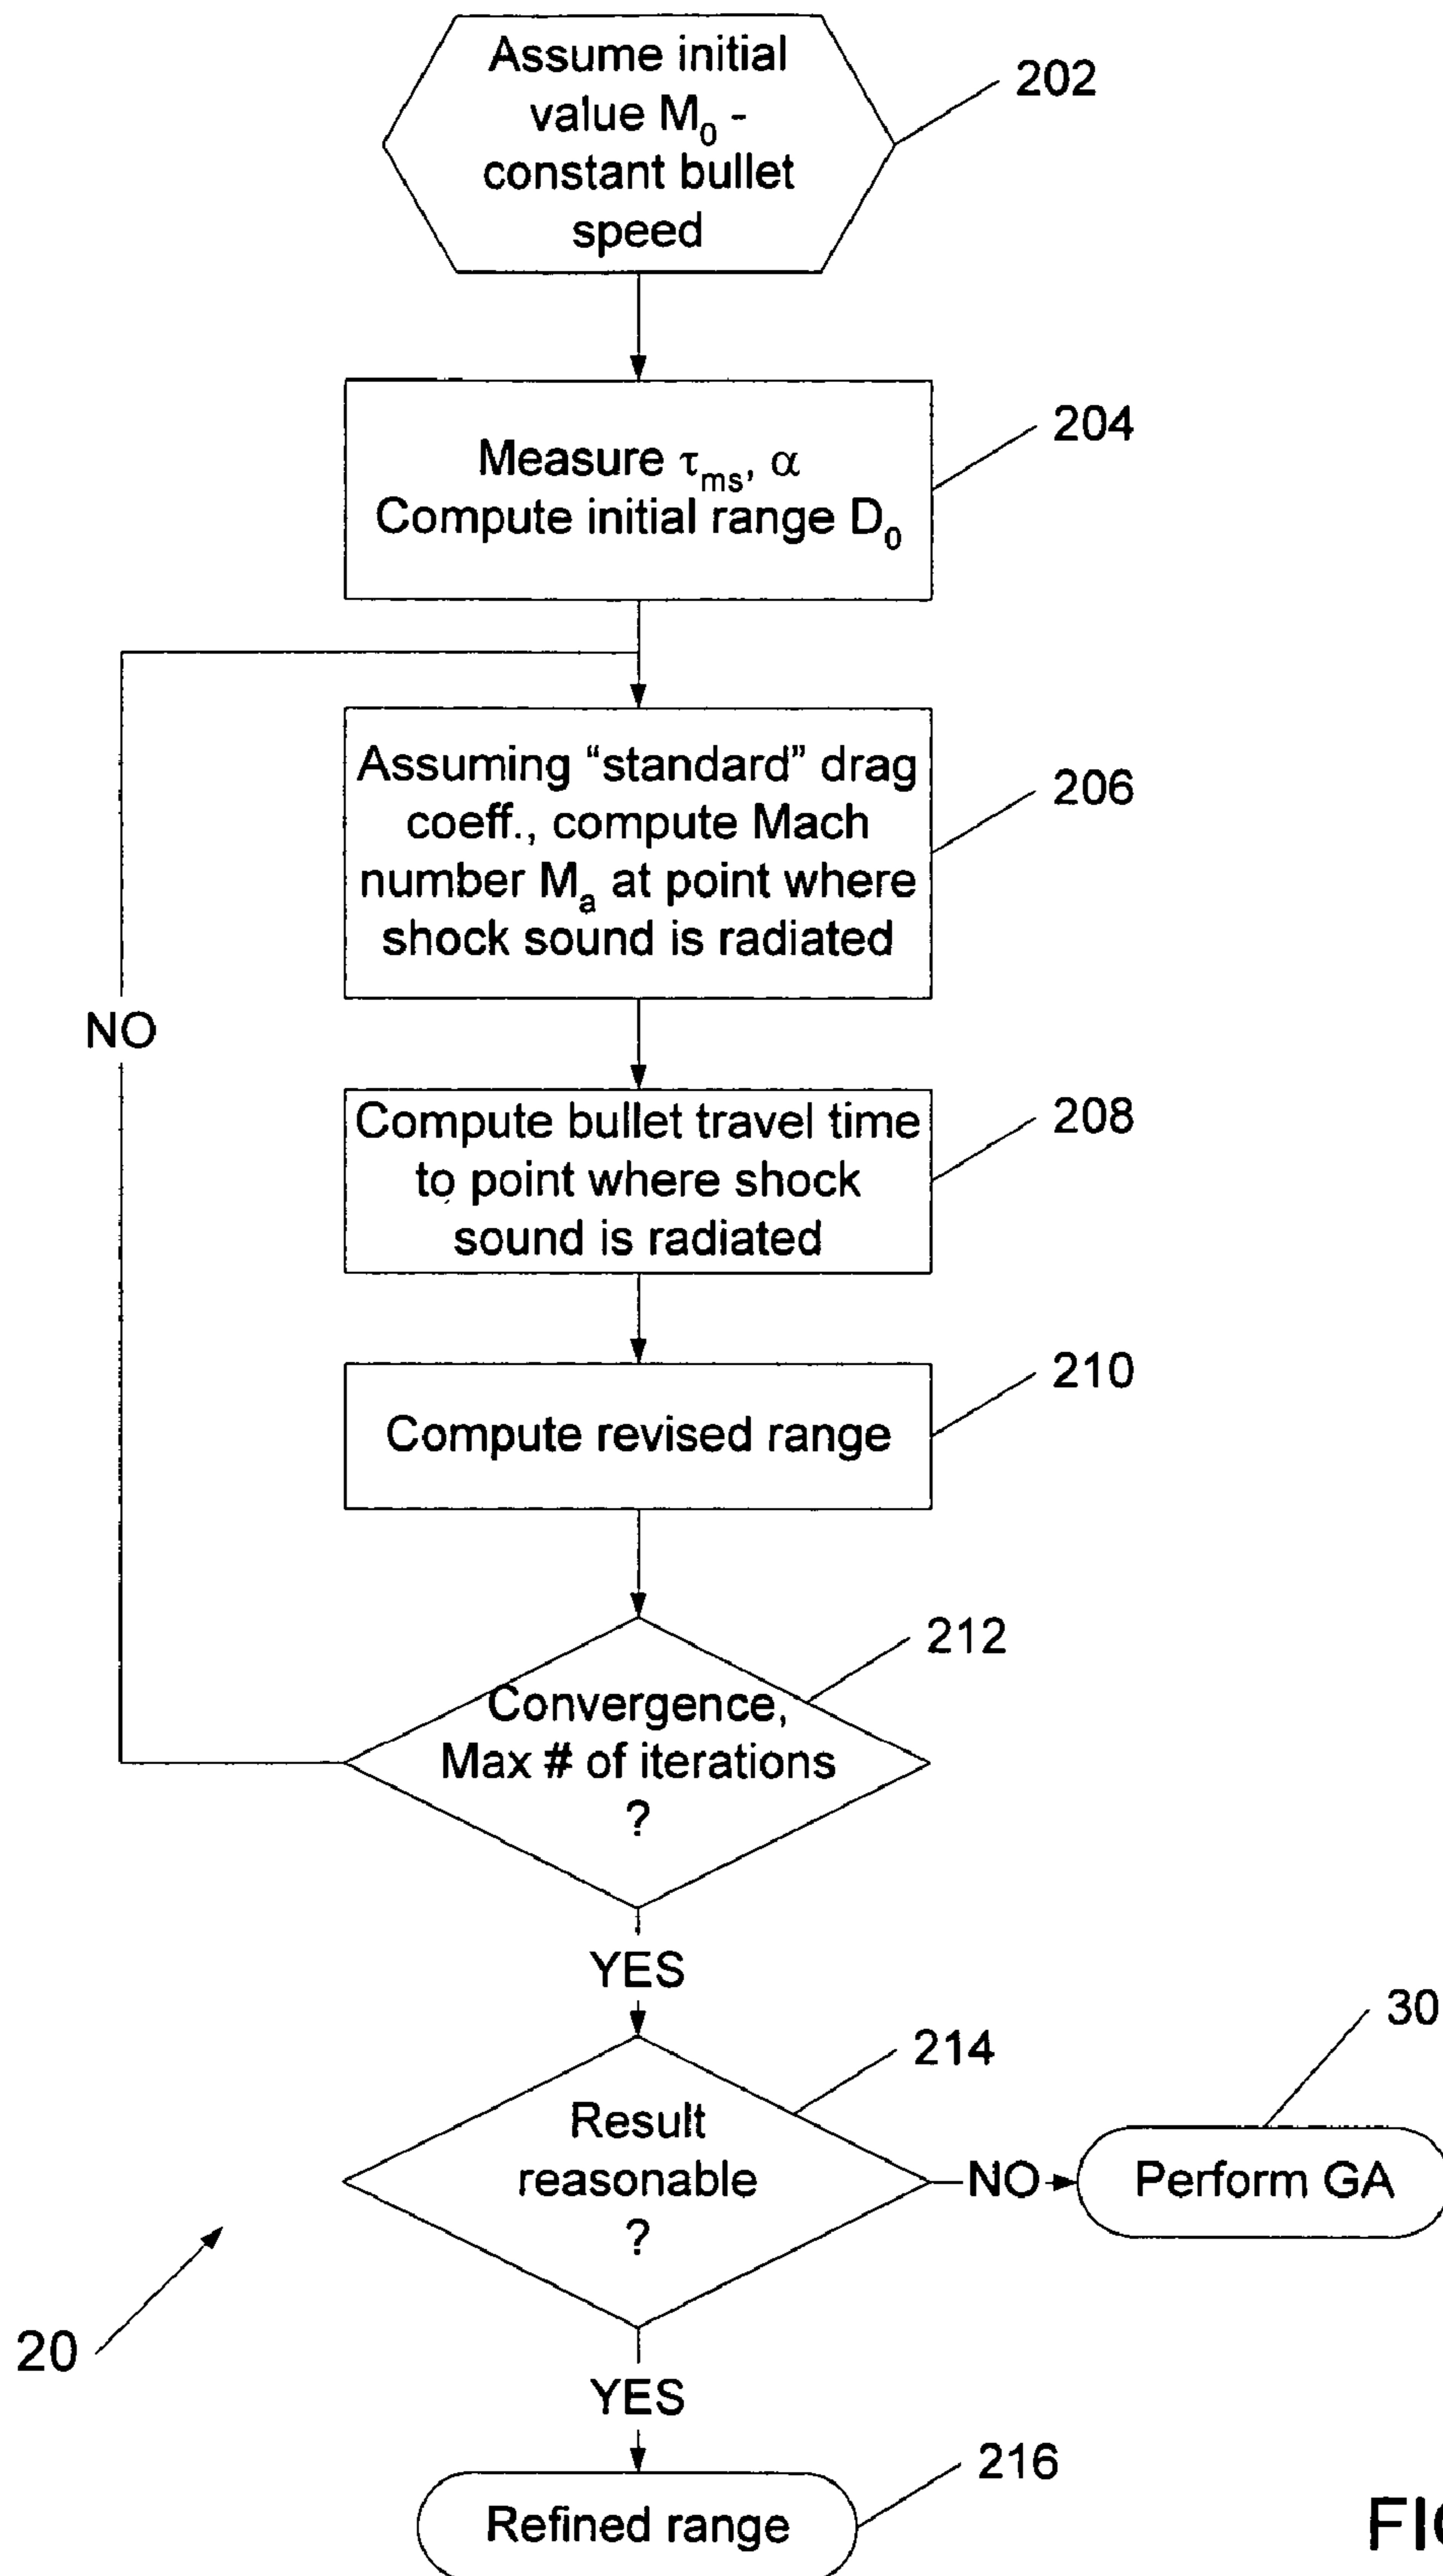 Assume initial
value M₀ -
constant bullet
speed
202
Measure τₘₛ, α
Compute initial range D₀
204
Assuming “standard” drag
coeff., compute Mach
number Mₐ at point where
shock sound is radiated
206
NO
Compute bullet travel time
to point where shock
sound is radiated
208
Compute revised range
210
Convergence,
Max # of iterations
?
212
YES
Result
reasonable
?
214
NO
Perform GA
30
20
YES
Refined range
216